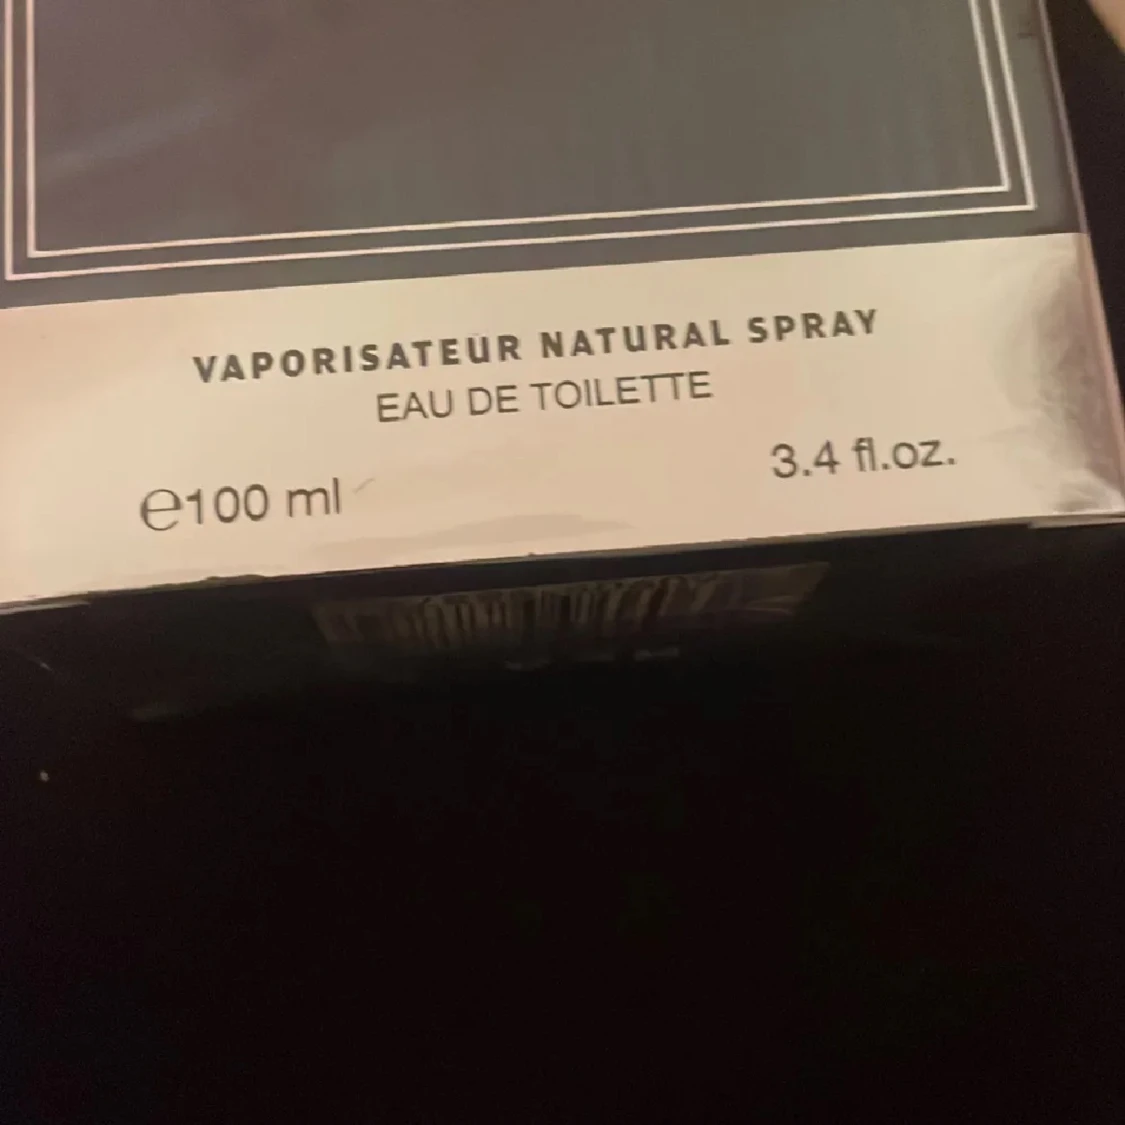 VAPORISATEUR NATURAL SPRAY
EAU DE TOILETTE
℮100 ml
3.4 fl.oz.